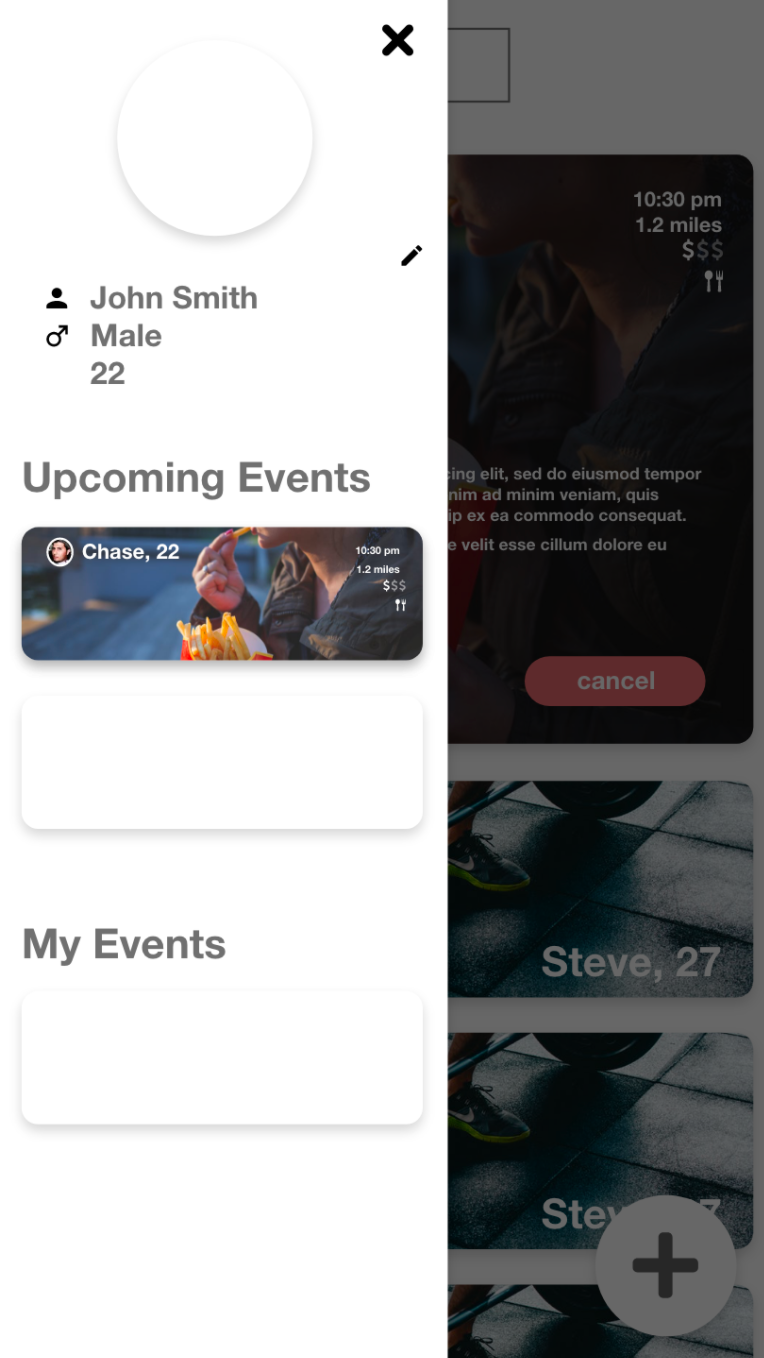 John Smith
Male
22
Upcoming Events
Chase, 22
10:30 pm
1.2 miles
$$$
My Events
10:30 pm
1.2 miles
$$$
cing elit, sed do eiusmod tempor
nim ad minim veniam, quis
ip ex ea commodo consequat.
e velit esse cillum dolore eu
cancel
Steve, 27
Stev 7